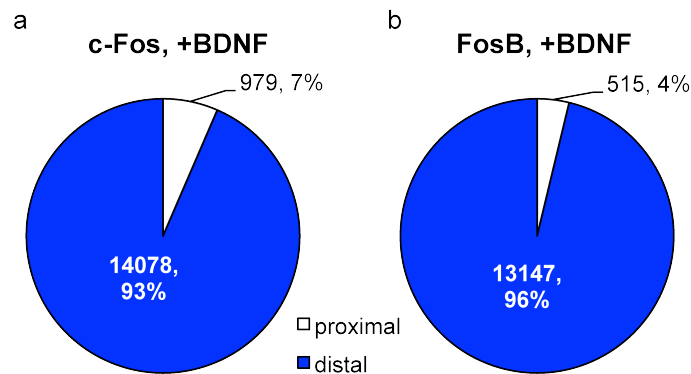 a
c-Fos, +BDNF
979, 7%
14078,
93%
b
FosB, +BDNF
515, 4%
13147,
96%
proximal
distal